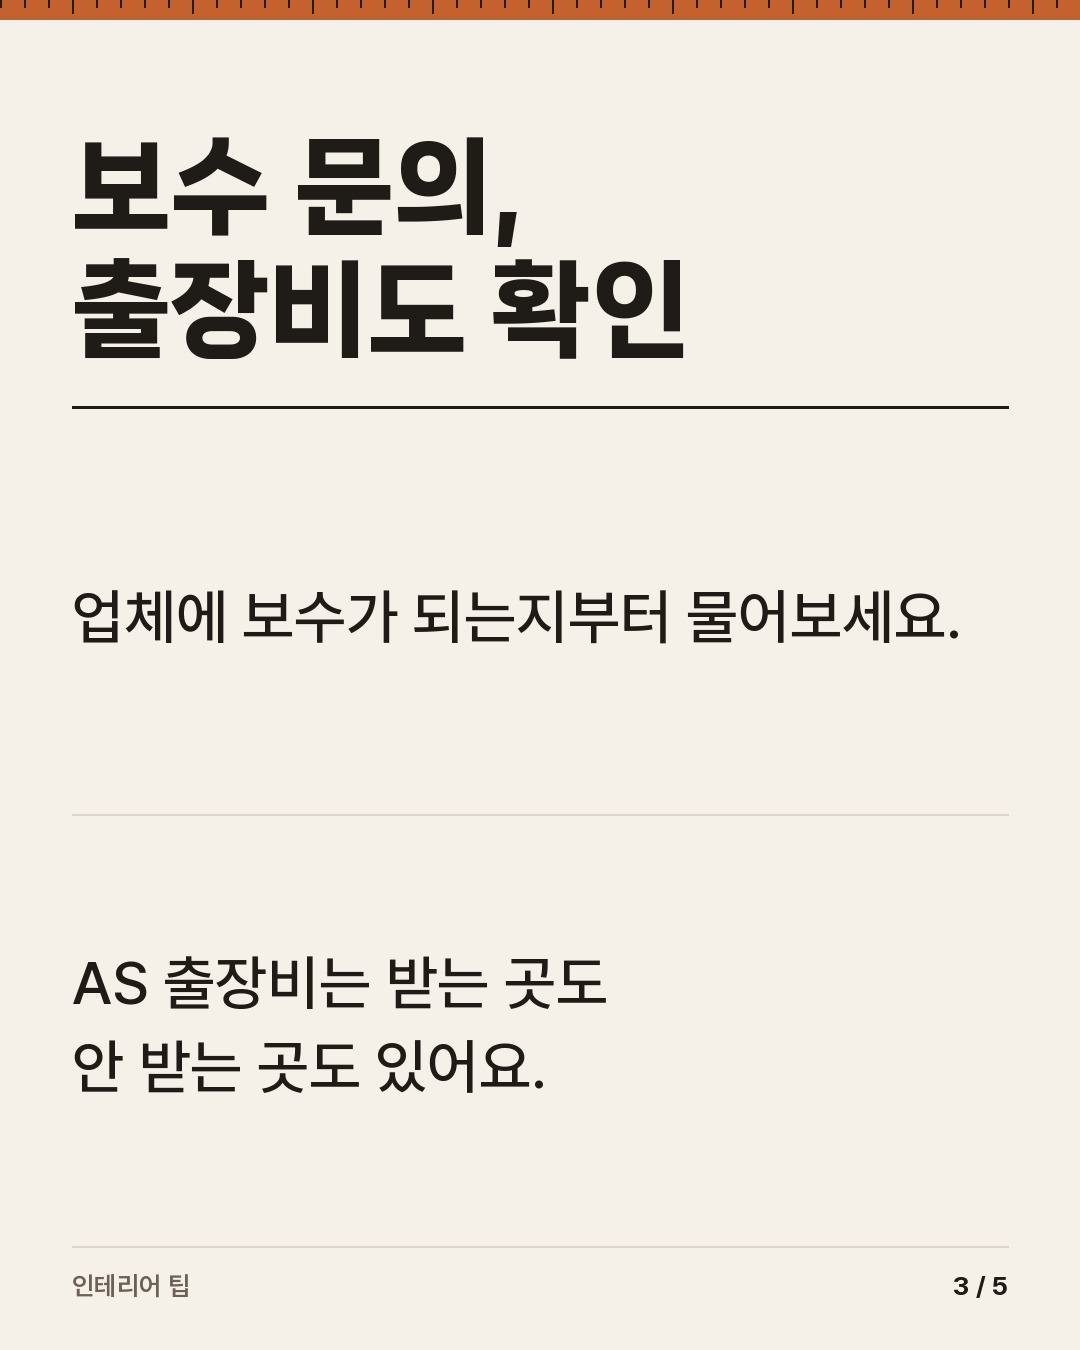 보수 문의,
출장비도 확인
업체에 보수가 되는지부터 물어보세요.
AS 출장비는 받는 곳도
안 받는 곳도 있어요.
인테리어 팁
3 / 5